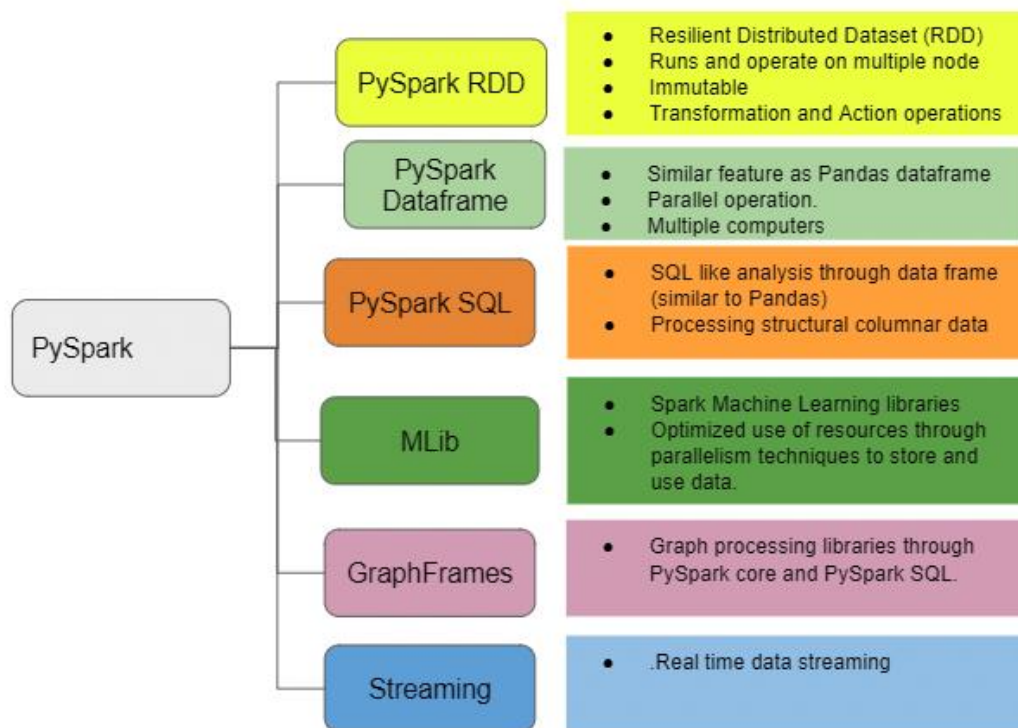 PySpark
PySpark RDD
● Resilient Distributed Dataset (RDD)
● Runs and operate on multiple node
● Immutable
● Transformation and Action operations
PySpark
Dataframe
● Similar feature as Pandas dataframe
● Parallel operation.
● Multiple computers
PySpark SQL
● SQL like analysis through data frame
(similar to Pandas)
● Processing structural columnar data
MLib
● Spark Machine Learning libraries
● Optimized use of resources through
parallelism techniques to store and
use data.
GraphFrames
● Graph processing libraries through
PySpark core and PySpark SQL.
Streaming
● .Real time data streaming